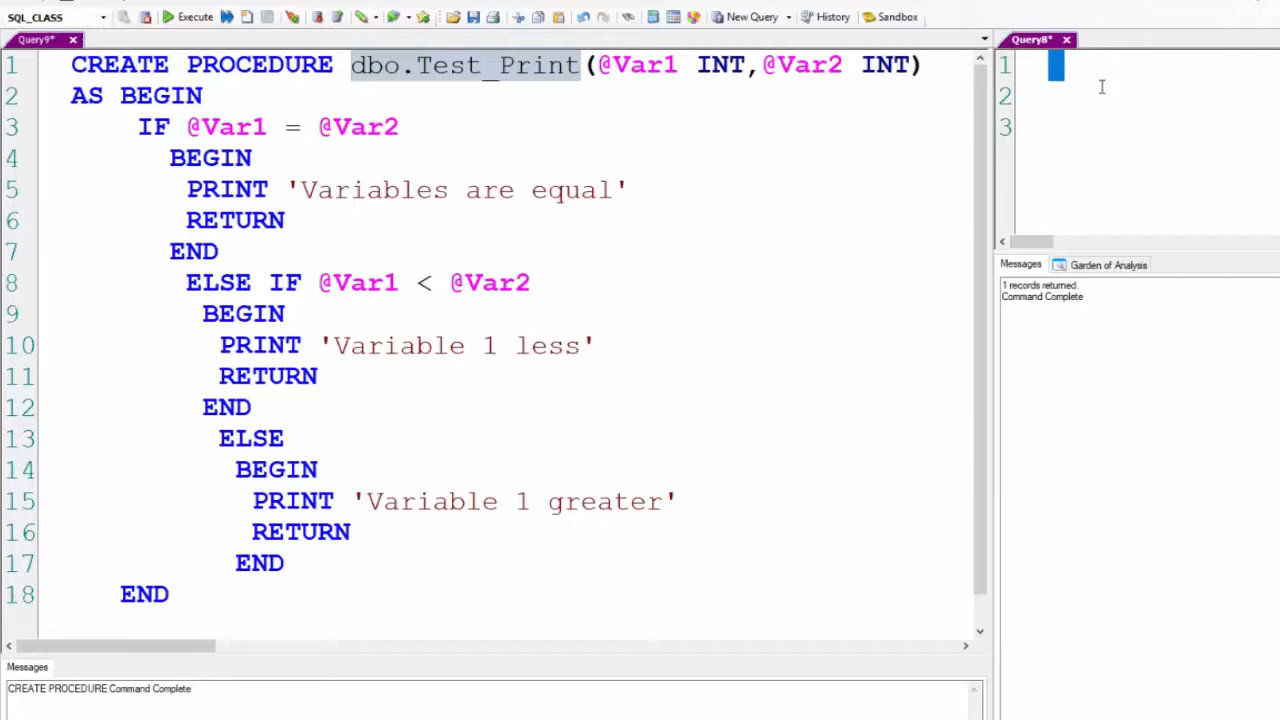 SQL_CLASS Execute New Query History Sandbox
Query9* Query8*
1 CREATE PROCEDURE dbo.Test_Print(@Var1 INT,@Var2 INT)
2 AS BEGIN
3 IF @Var1 = @Var2
4 BEGIN
5 PRINT 'Variables are equal'
6 RETURN
7 END
8 ELSE IF @Var1 < @Var2
9 BEGIN
10 PRINT 'Variable 1 less'
11 RETURN
12 END
13 ELSE
14 BEGIN
15 PRINT 'Variable 1 greater'
16 RETURN
17 END
18 END
Messages
CREATE PROCEDURE Command Complete
1
2
3
Messages Garden of Analysis
1 records returned.
Command Complete